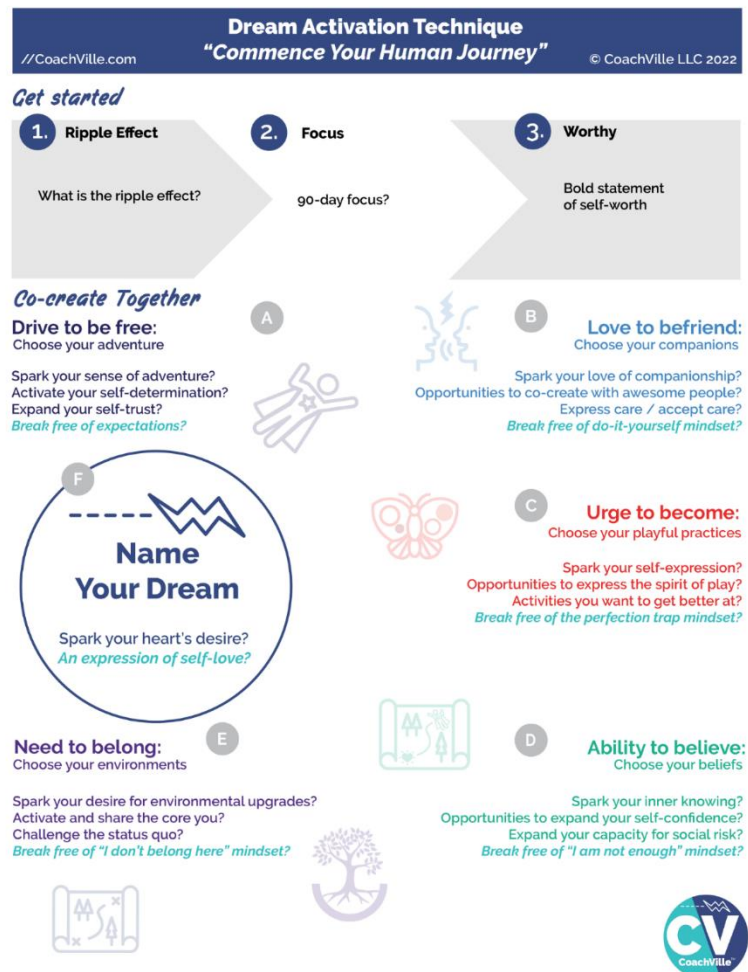 Dream Activation Technique
//CoachVille.com
"Commence Your Human Journey"
© CoachVille LLC 2022
Get started
1. Ripple Effect
What is the ripple effect?
2. Focus
90-day focus?
3. Worthy
Bold statement
of self-worth
Co-create Together
A
Drive to be free:
Choose your adventure
Spark your sense of adventure?
Activate your self-determination?
Expand your self-trust?
Break free of expectations?
B
Love to befriend:
Choose your companions
Spark your love of companionship?
Opportunities to co-create with awesome people?
Express care / accept care?
Break free of do-it-yourself mindset?
F
Name
Your Dream
Spark your heart's desire?
An expression of self-love?
C
Urge to become:
Choose your playful practices
Spark your self-expression?
Opportunities to express the spirit of play?
Activities you want to get better at?
Break free of the perfection trap mindset?
E
Need to belong:
Choose your environments
Spark your desire for environmental upgrades?
Activate and share the core you?
Challenge the status quo?
Break free of "I don't belong here" mindset?
D
Ability to believe:
Choose your beliefs
Spark your inner knowing?
Opportunities to expand your self-confidence?
Expand your capacity for social risk?
Break free of "I am not enough" mindset?
CV
CoachVille